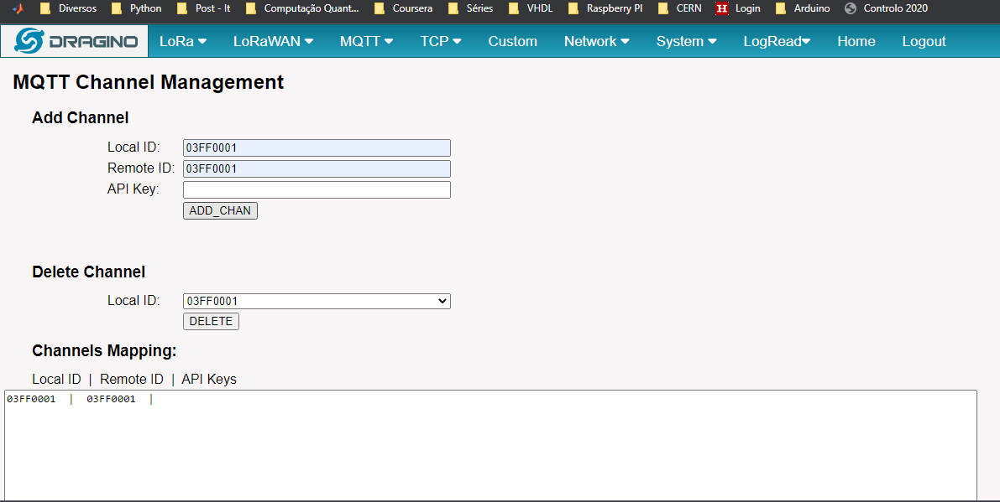 Diversos Python Post - It Computação Quant... Coursera Séries VHDL Raspberry PI CERN H Login Arduino Controlo 2020
DRAGINO LoRa LoRaWAN MQTT TCP Custom Network System LogRead Home Logout
MQTT Channel Management
Add Channel
Local ID: 03FF0001
Remote ID: 03FF0001
API Key:
ADD_CHAN
Delete Channel
Local ID: 03FF0001
DELETE
Channels Mapping:
Local ID | Remote ID | API Keys
03FF0001 | 03FF0001 |